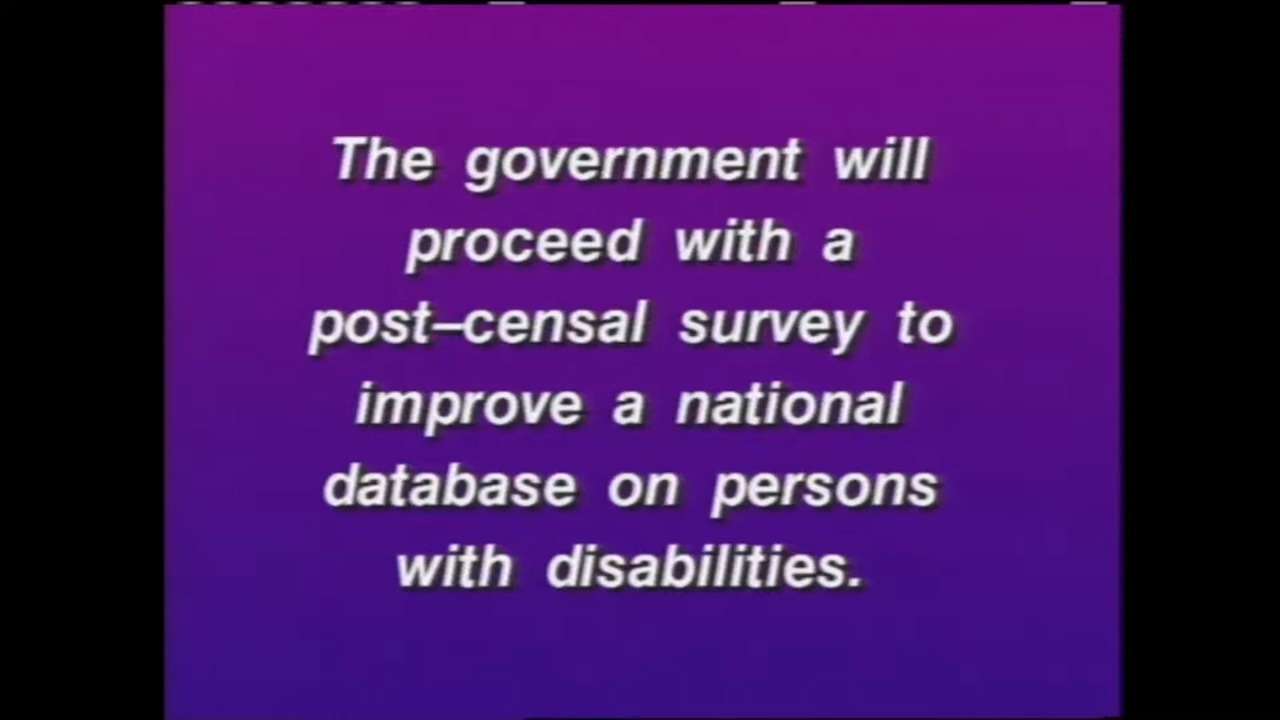 The government will
proceed with a
post–censal survey to
improve a national
database on persons
with disabilities.